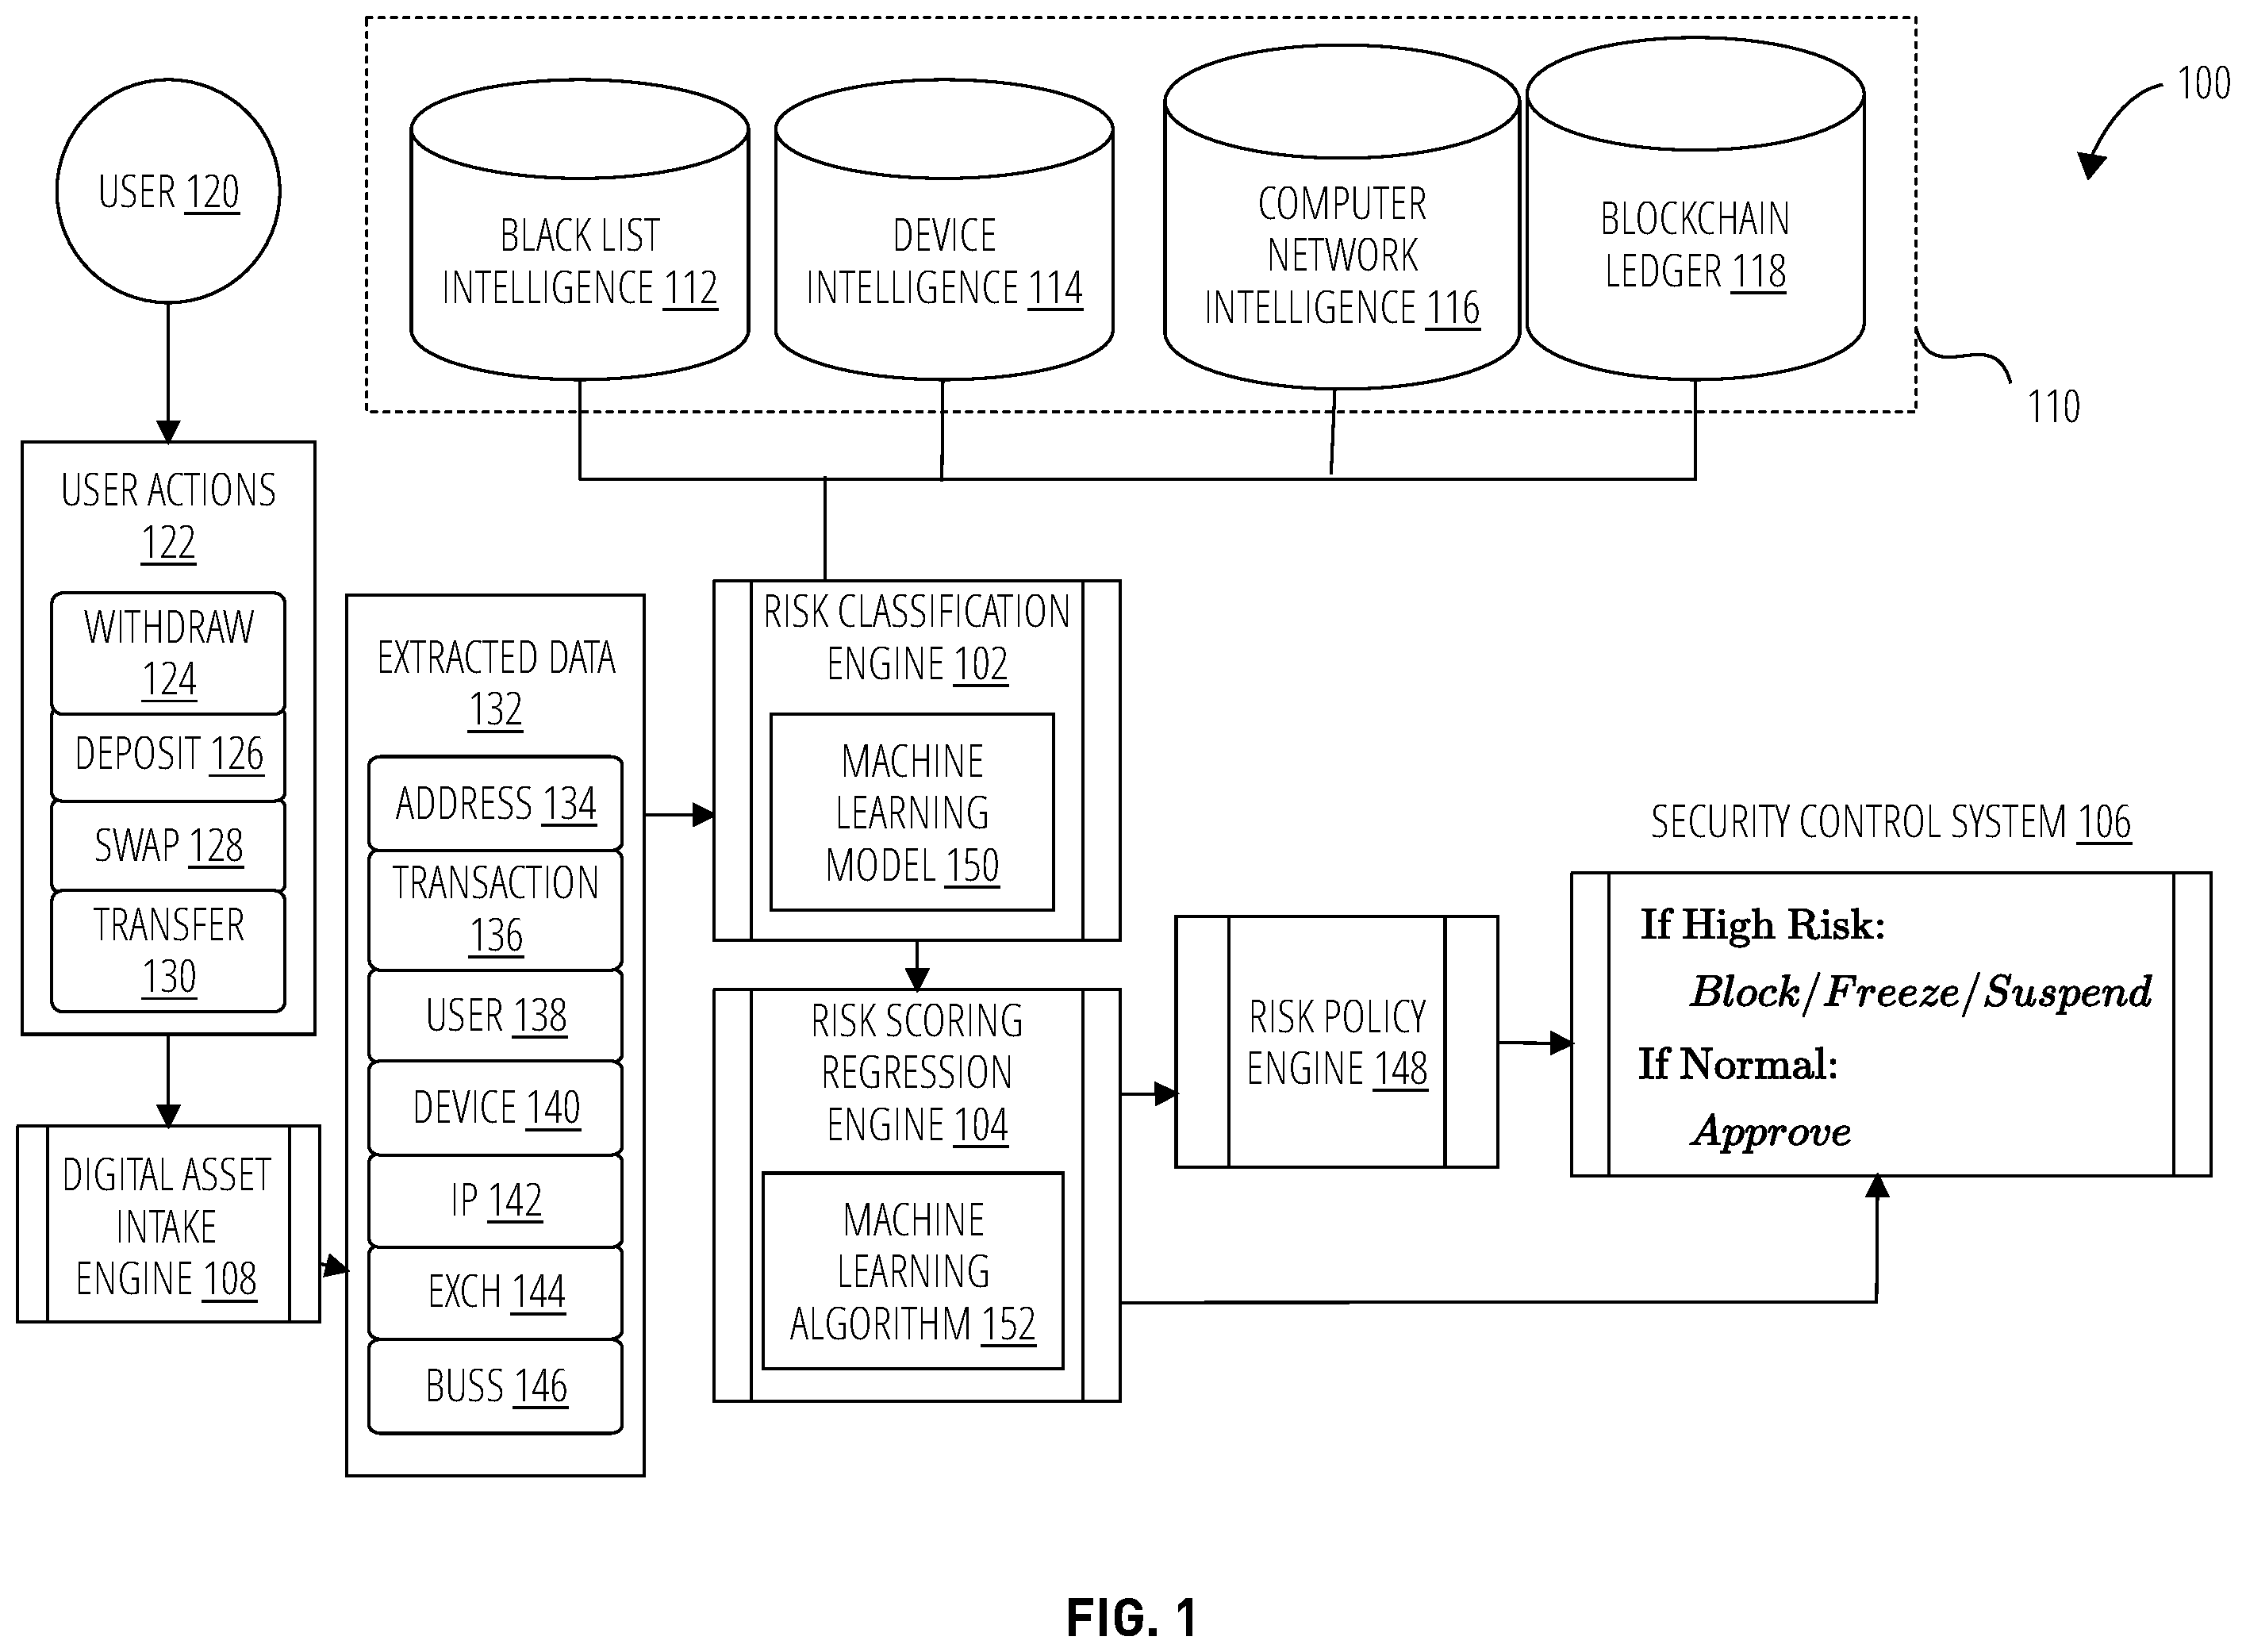 100
USER 120
BLACK LIST
INTELLIGENCE 112
DEVICE
INTELLIGENCE 114
COMPUTER
NETWORK
INTELLIGENCE 116
BLOCKCHAIN
LEDGER 118
110
USER ACTIONS
122
WITHDRAW
124
DEPOSIT 126
SWAP 128
TRANSFER
130
DIGITAL ASSET
INTAKE
ENGINE 108
EXTRACTED DATA
132
ADDRESS 134
TRANSACTION
136
USER 138
DEVICE 140
IP 142
EXCH 144
BUSS 146
RISK CLASSIFICATION
ENGINE 102
MACHINE
LEARNING
MODEL 150
RISK SCORING
REGRESSION
ENGINE 104
MACHINE
LEARNING
ALGORITHM 152
RISK POLICY
ENGINE 148
SECURITY CONTROL SYSTEM 106
If High Risk:
Block/Freeze/Suspend
If Normal:
Approve
FIG. 1